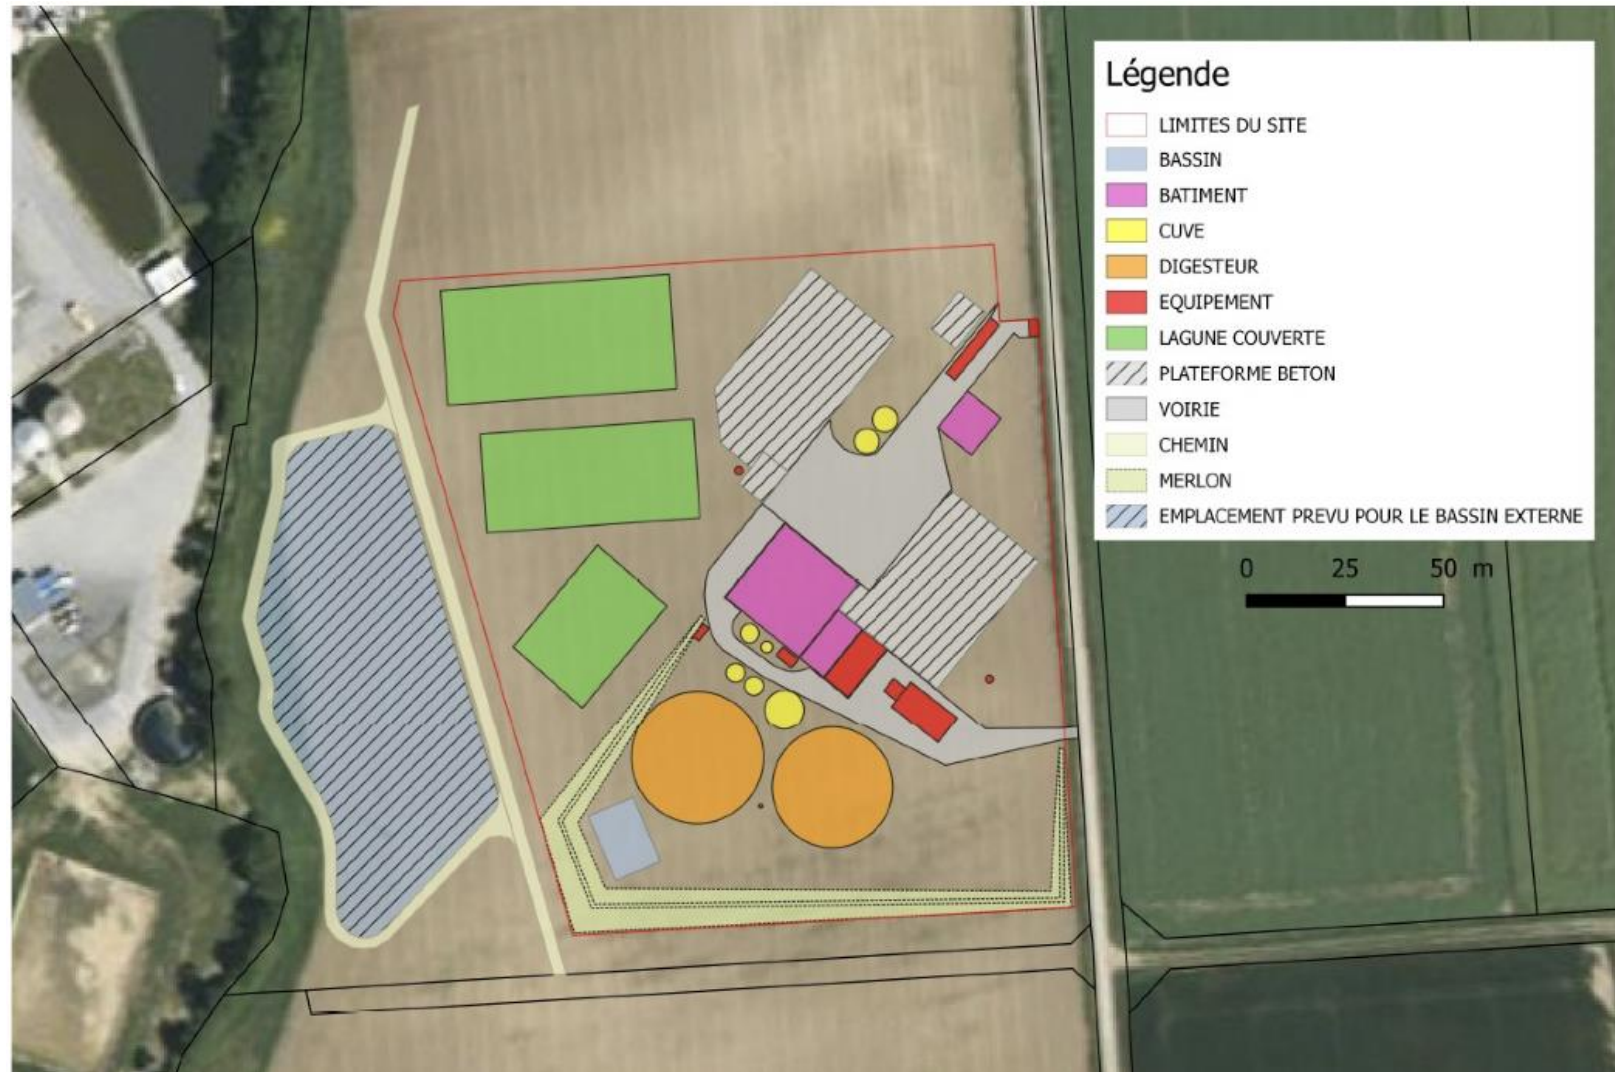 Légende
LIMITES DU SITE
BASSIN
BATIMENT
CUVE
DIGESTEUR
EQUIPEMENT
LAGUNE COUVERTE
PLATEFORME BETON
VOIRIE
CHEMIN
MERLON
EMPLACEMENT PREVU POUR LE BASSIN EXTERNE
0 25 50 m